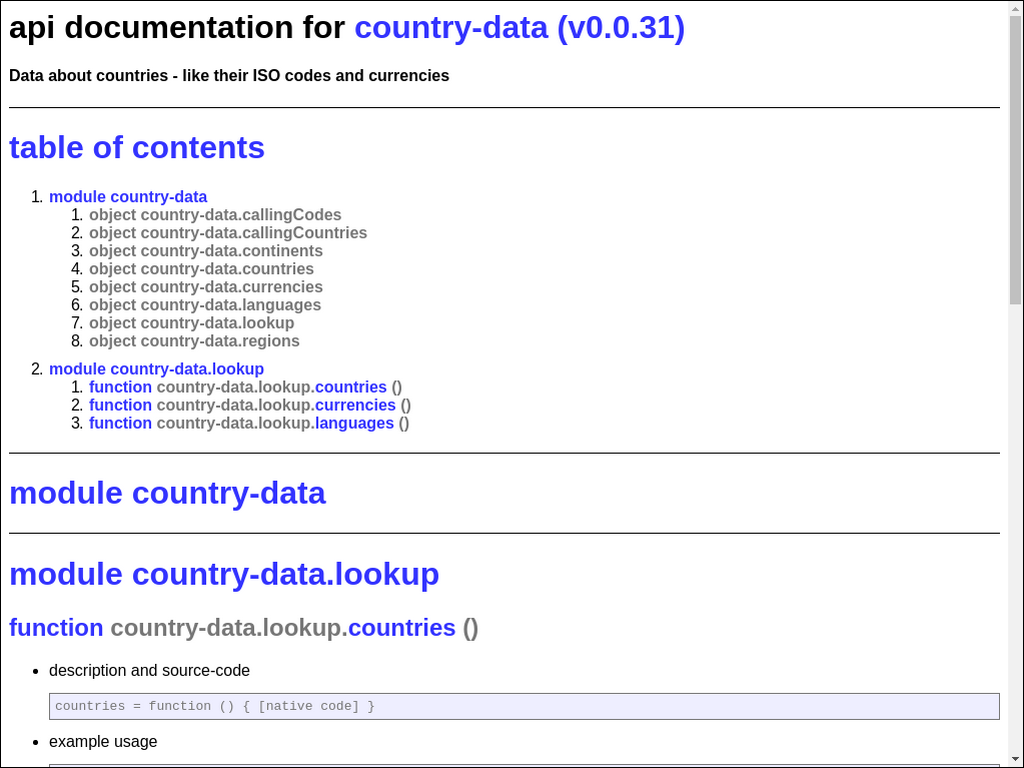 api documentation for country-data (v0.0.31)
Data about countries - like their ISO codes and currencies
table of contents
1. module country-data
1. object country-data.callingCodes
2. object country-data.callingCountries
3. object country-data.continents
4. object country-data.countries
5. object country-data.currencies
6. object country-data.languages
7. object country-data.lookup
8. object country-data.regions
2. module country-data.lookup
1. function country-data.lookup.countries ()
2. function country-data.lookup.currencies ()
3. function country-data.lookup.languages ()
module country-data
module country-data.lookup
function country-data.lookup.countries ()
• description and source-code
countries = function () { [native code] }
• example usage